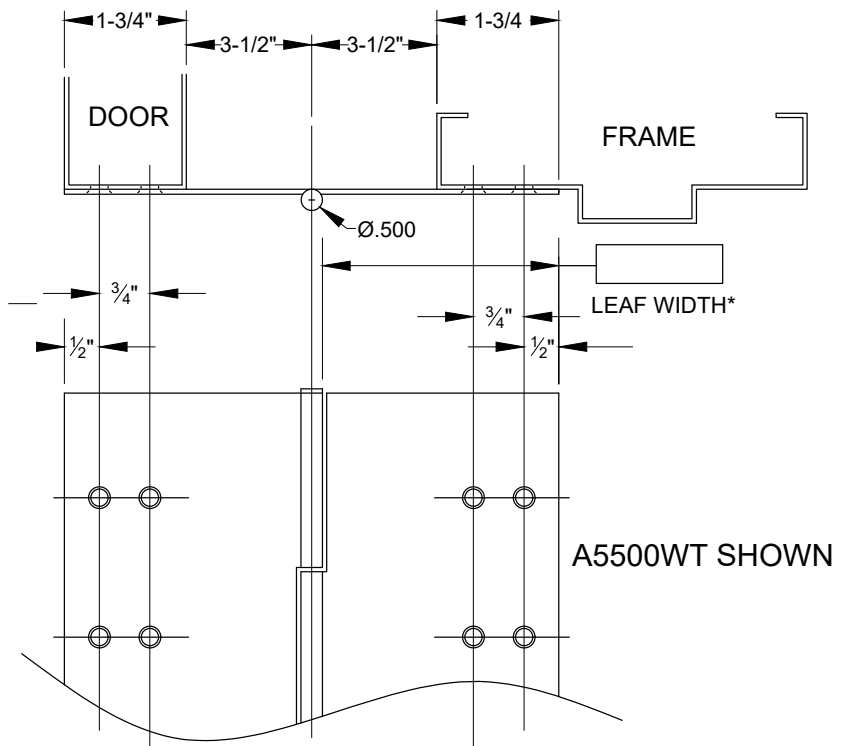 1-3/4"
1-3/4
3-1/2"
3-1/2"
DOOR
FRAME
Ø.500
LEAF WIDTH*
3/4"
3/4"
1/2"
1/2"
A5500WT SHOWN